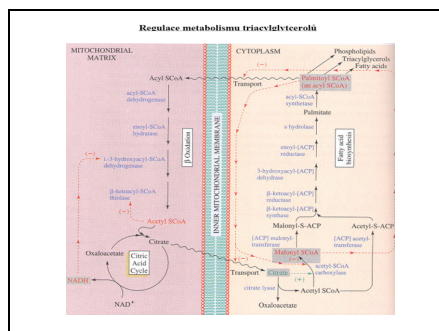 Regulace metabolismu triacylglycerolů
MITOCHONDRIAL
MATRIX
CYTOPLASM
Phospholipids
Triacylglycerols
Fatty acids
Acyl SCoA
Transport
(−)
Palmitoyl SCoA
(an acyl SCoA)
acyl-SCoA
dehydrogenase
acyl-SCoA
synthetase
Palmitate
enoyl-SCoA
hydratase
a hydrolase
β-Oxidation
INNER MITOCHONDRIAL MEMBRANE
enoyl-[ACP]
reductase
Fatty acid
biosynthesis
(−)
L-3-hydroxyacyl-SCoA
dehydrogenase
3-hydroxyacyl-[ACP]
dehydrase
β-ketoacyl-SCoA
thiolase
β-ketoacyl-[ACP]
reductase
(−)
β-ketoacyl-[ACP]
synthase
Acetyl SCoA
Malonyl-S-ACP
Acetyl-S-ACP
Citrate
[ACP] malonyl-
transferase
[ACP] acetyl-
transferase
Oxaloacetate
Malonyl SCoA
Citric
Acid
Cycle
(−)
Transport
acetyl-SCoA
carboxylase
NADH
Citrate
(+)
citrate lyase
Acetyl SCoA
NAD⁺
Oxaloacetate